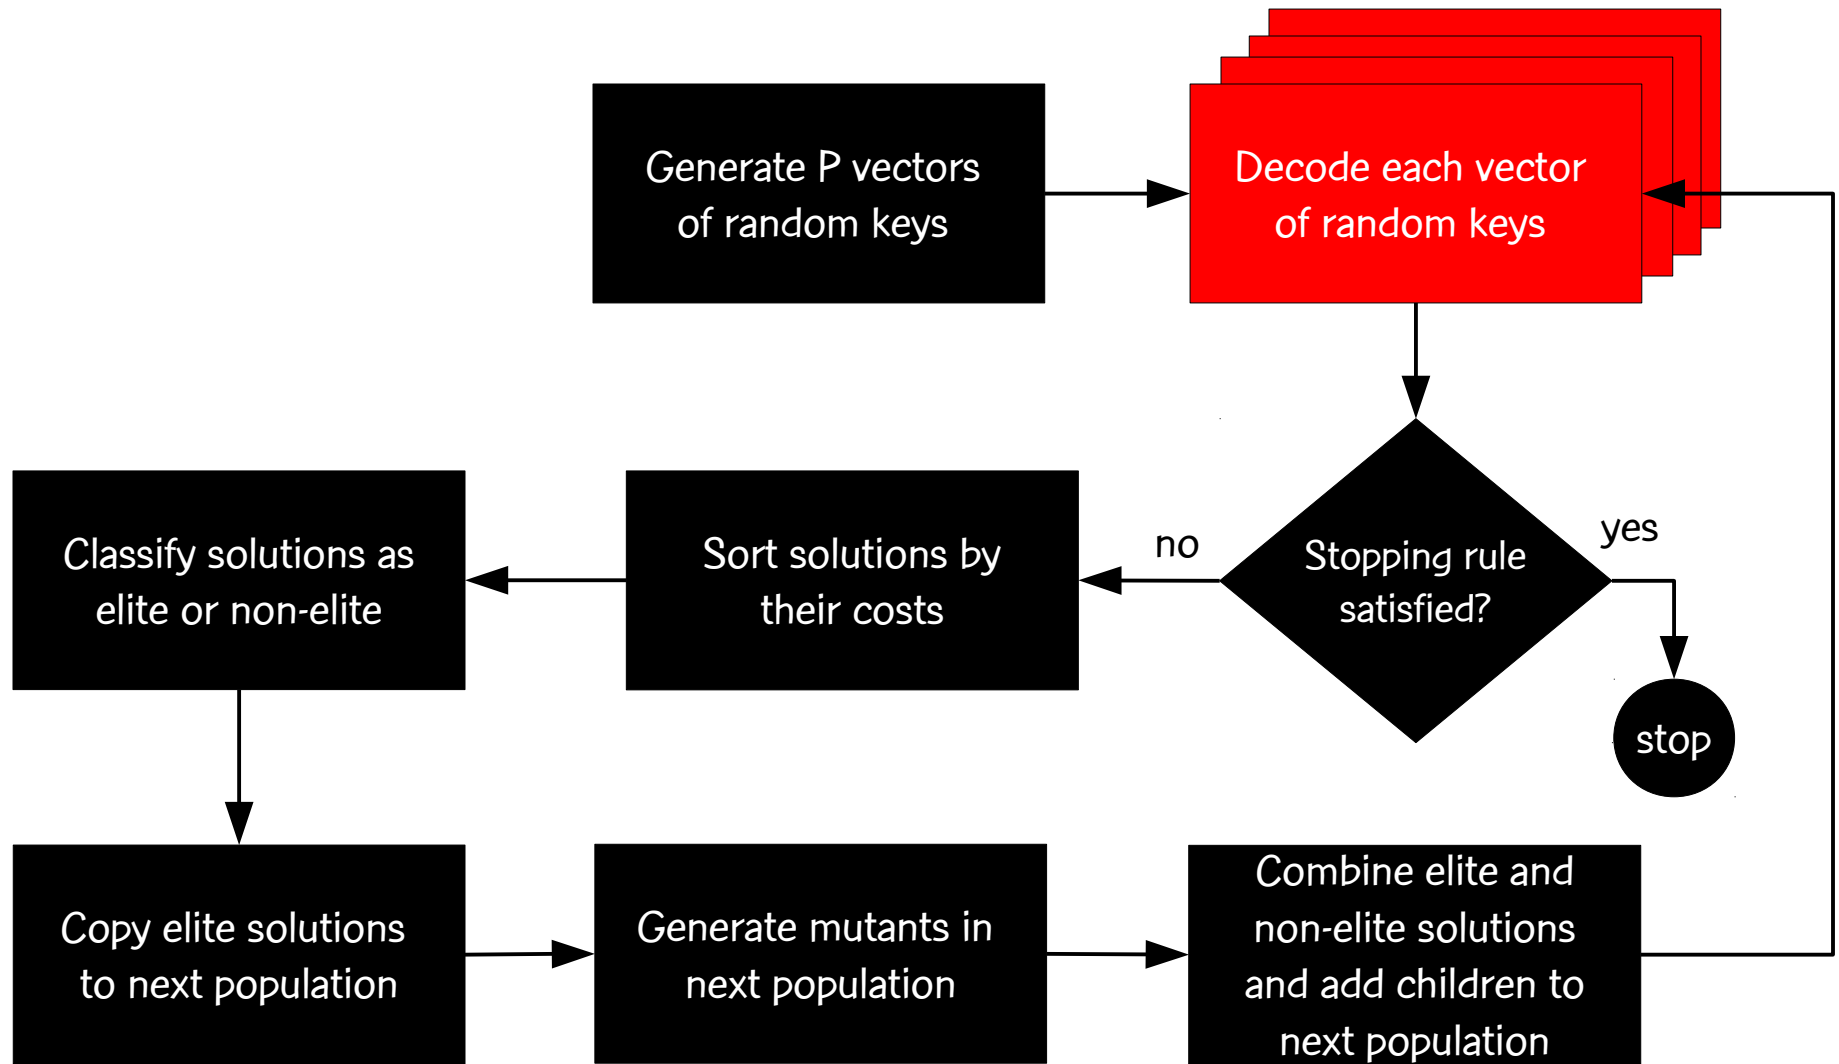 Generate P vectors
of random keys
Decode each vector
of random keys
Classify solutions as
elite or non-elite
Sort solutions by
their costs
no
Stopping rule
satisfied?
yes
stop
Copy elite solutions
to next population
Generate mutants in
next population
Combine elite and
non-elite solutions
and add children to
next population